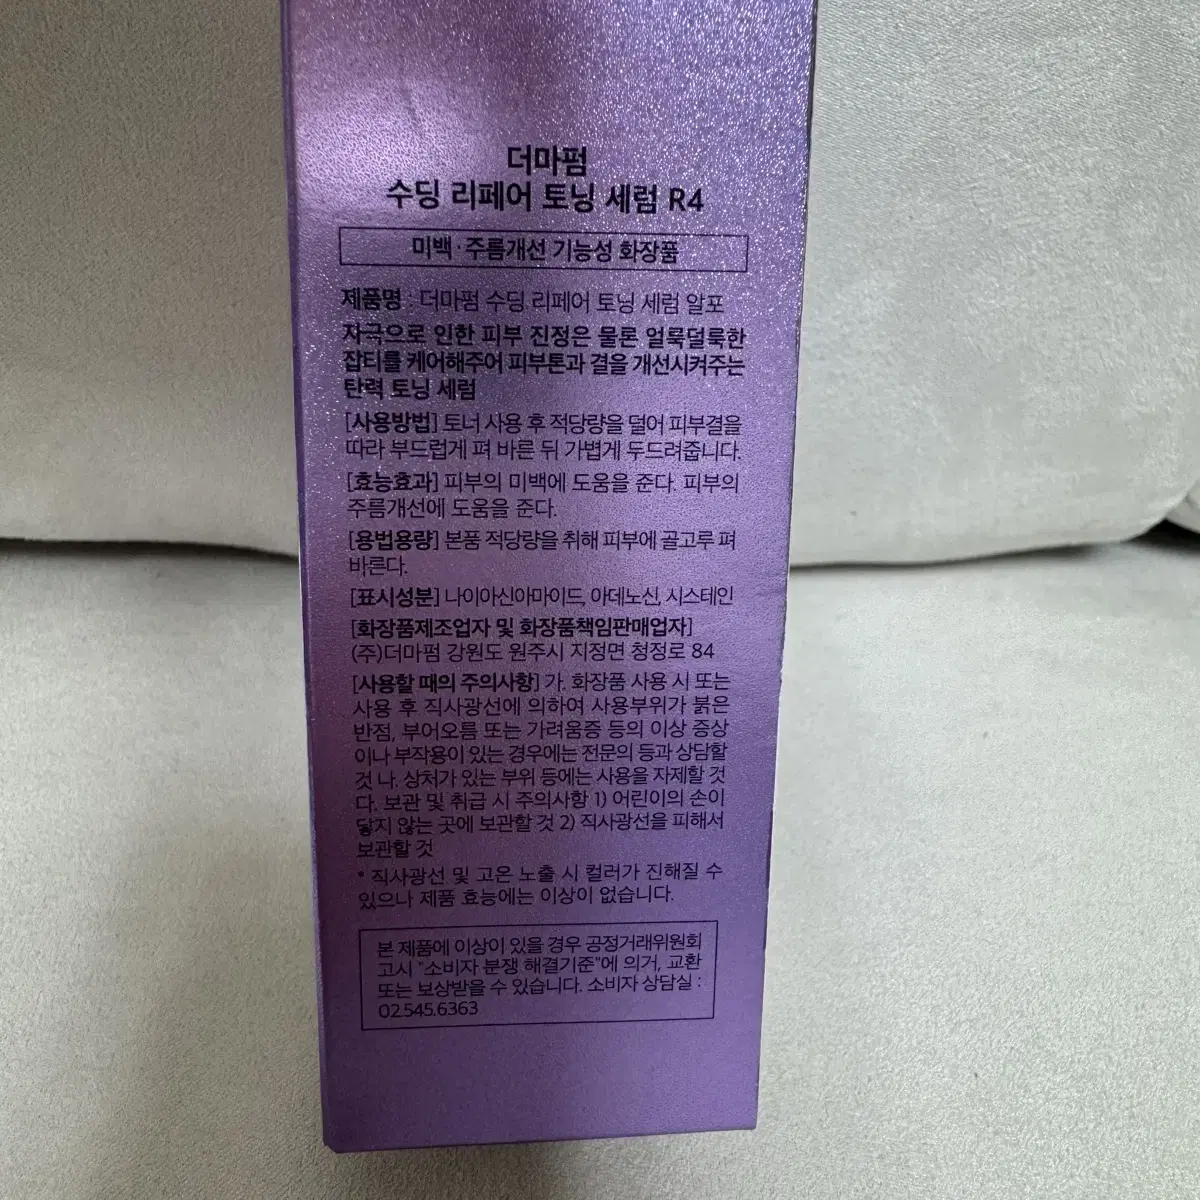 더마펌
수딩 리페어 토닝 세럼 R4
미백·주름개선 기능성 화장품
제품명 : 더마펌 수딩 리페어 토닝 세럼 알포
자극으로 인한 피부 진정은 물론 얼룩덜룩한
잡티를 케어해주어 피부톤과 결을 개선시켜주는
탄력 토닝 세럼
[사용방법] 토너 사용 후 적당량을 덜어 피부결을
따라 부드럽게 펴 바른 뒤 가볍게 두드려줍니다.
[효능효과] 피부의 미백에 도움을 준다. 피부의
주름개선에 도움을 준다.
[용법용량] 본품 적당량을 취해 피부에 골고루 펴
바른다.
[표시성분] 나이아신아마이드, 아데노신, 시스테인
[화장품제조업자 및 화장품책임판매업자]
(주)더마펌 강원도 원주시 지정면 청정로 84
[사용할 때의 주의사항] 가. 화장품 사용 시 또는
사용 후 직사광선에 의하여 사용부위가 붉은
반점, 부어오름 또는 가려움증 등의 이상 증상
이나 부작용이 있는 경우에는 전문의 등과 상담할
것 나. 상처가 있는 부위 등에는 사용을 자제할 것
다. 보관 및 취급 시 주의사항 1) 어린이의 손이
닿지 않는 곳에 보관할 것 2) 직사광선을 피해서
보관할 것
* 직사광선 및 고온 노출 시 컬러가 진해질 수
있으나 제품 효능에는 이상이 없습니다.
본 제품에 이상이 있을 경우 공정거래위원회
고시 "소비자 분쟁 해결기준"에 의거, 교환
또는 보상받을 수 있습니다. 소비자 상담실 :
02.545.6363